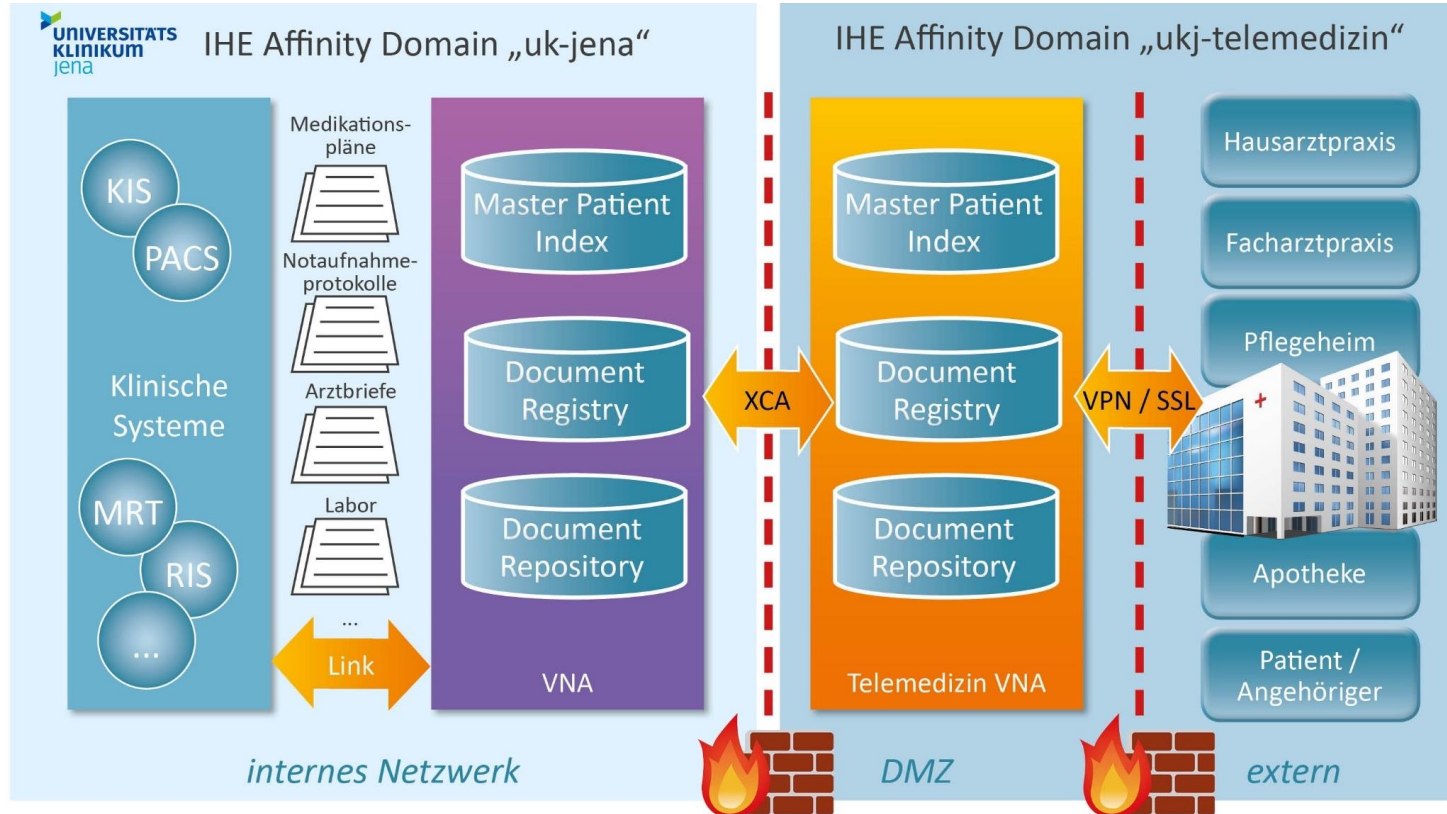 UNIVERSITÄTS
KLINIKUM
jena
IHE Affinity Domain „uk-jena“
IHE Affinity Domain „ukj-telemedizin“
KIS
PACS
Klinische
Systeme
MRT
RIS
...
Medikations-
pläne
Notaufnahme-
protokolle
Arztbriefe
Labor
...
Link
Master Patient
Index
Document
Registry
Document
Repository
VNA
XCA
Master Patient
Index
Document
Registry
Document
Repository
Telemedizin VNA
VPN / SSL
Hausarztpraxis
Facharztpraxis
Pflegeheim
Apotheke
Patient /
Angehöriger
internes Netzwerk
DMZ
extern